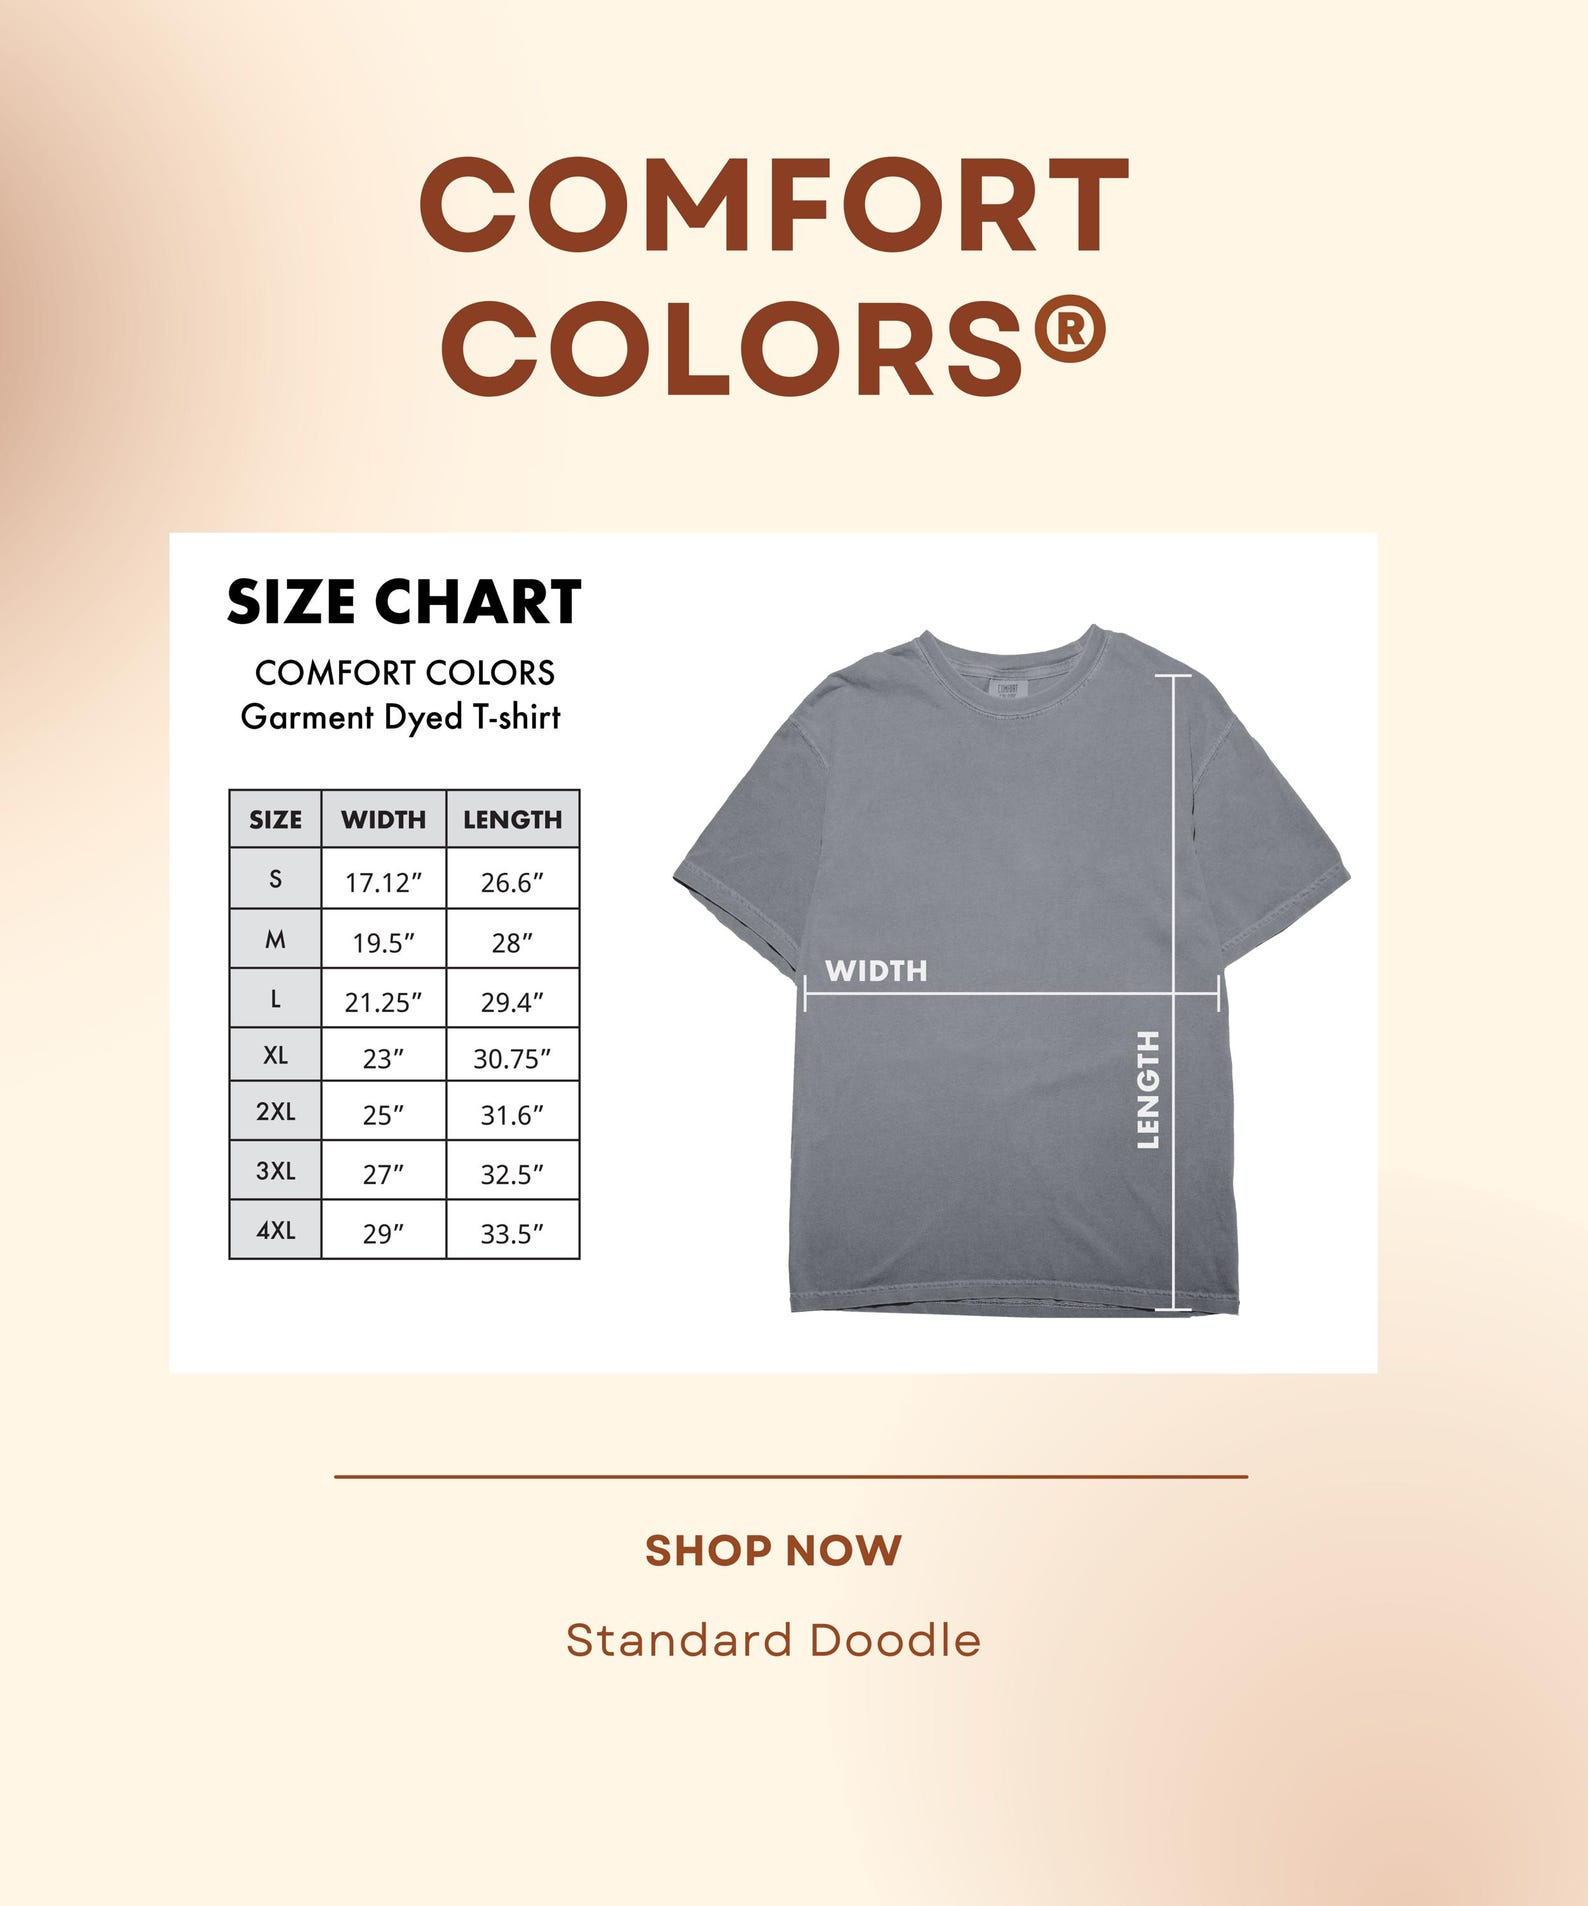 COMFORT
COLORS®
SIZE CHART
COMFORT COLORS
Garment Dyed T-shirt
SIZE WIDTH LENGTH
S 17.12” 26.6”
M 19.5” 28”
L 21.25” 29.4”
XL 23” 30.75”
2XL 25” 31.6”
3XL 27” 32.5”
4XL 29” 33.5”
COMFORT
COLORS
WIDTH
LENGTH
SHOP NOW
Standard Doodle